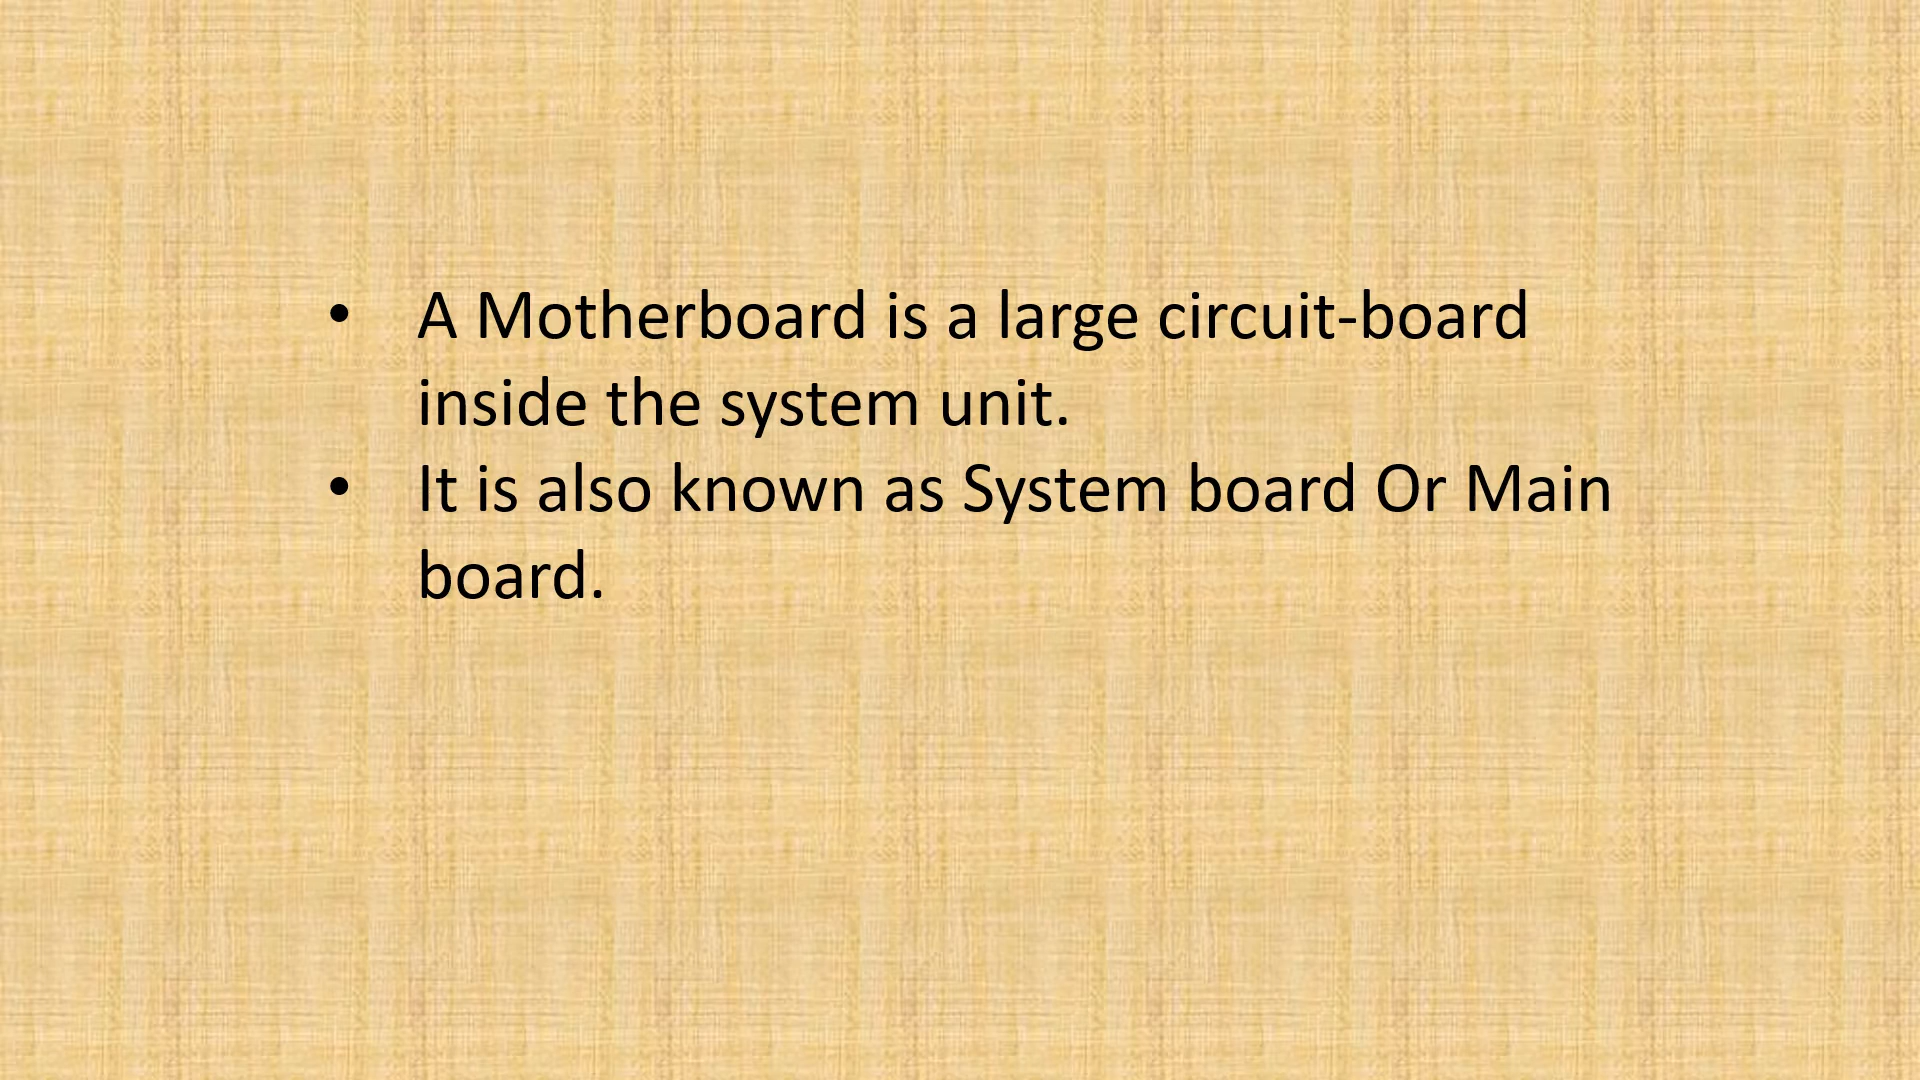 • A Motherboard is a large circuit-board
inside the system unit.
• It is also known as System board Or Main
board.